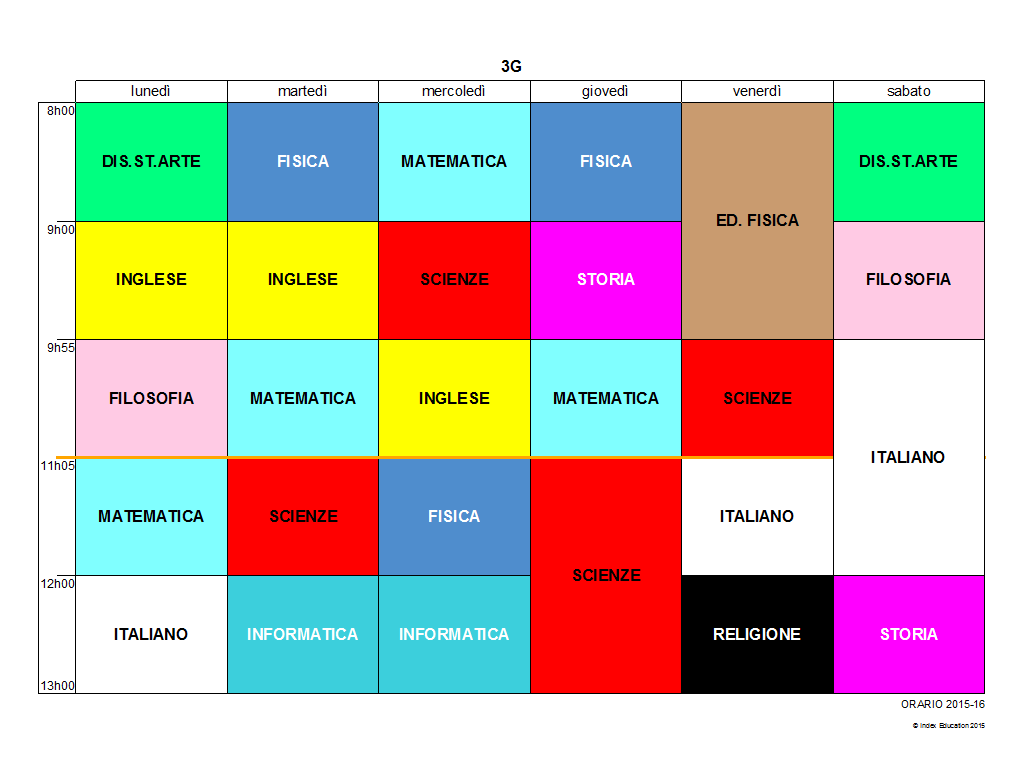 3G
lunedì martedì mercoledì giovedì venerdì sabato
8h00
DIS.ST.ARTE FISICA MATEMATICA FISICA DIS.ST.ARTE
ED. FISICA
9h00
INGLESE INGLESE SCIENZE STORIA FILOSOFIA
9h55
FILOSOFIA MATEMATICA INGLESE MATEMATICA SCIENZE
ITALIANO
11h05
MATEMATICA SCIENZE FISICA ITALIANO
SCIENZE
12h00
ITALIANO INFORMATICA INFORMATICA RELIGIONE STORIA
13h00
ORARIO 2015-16
© Index Education 2015